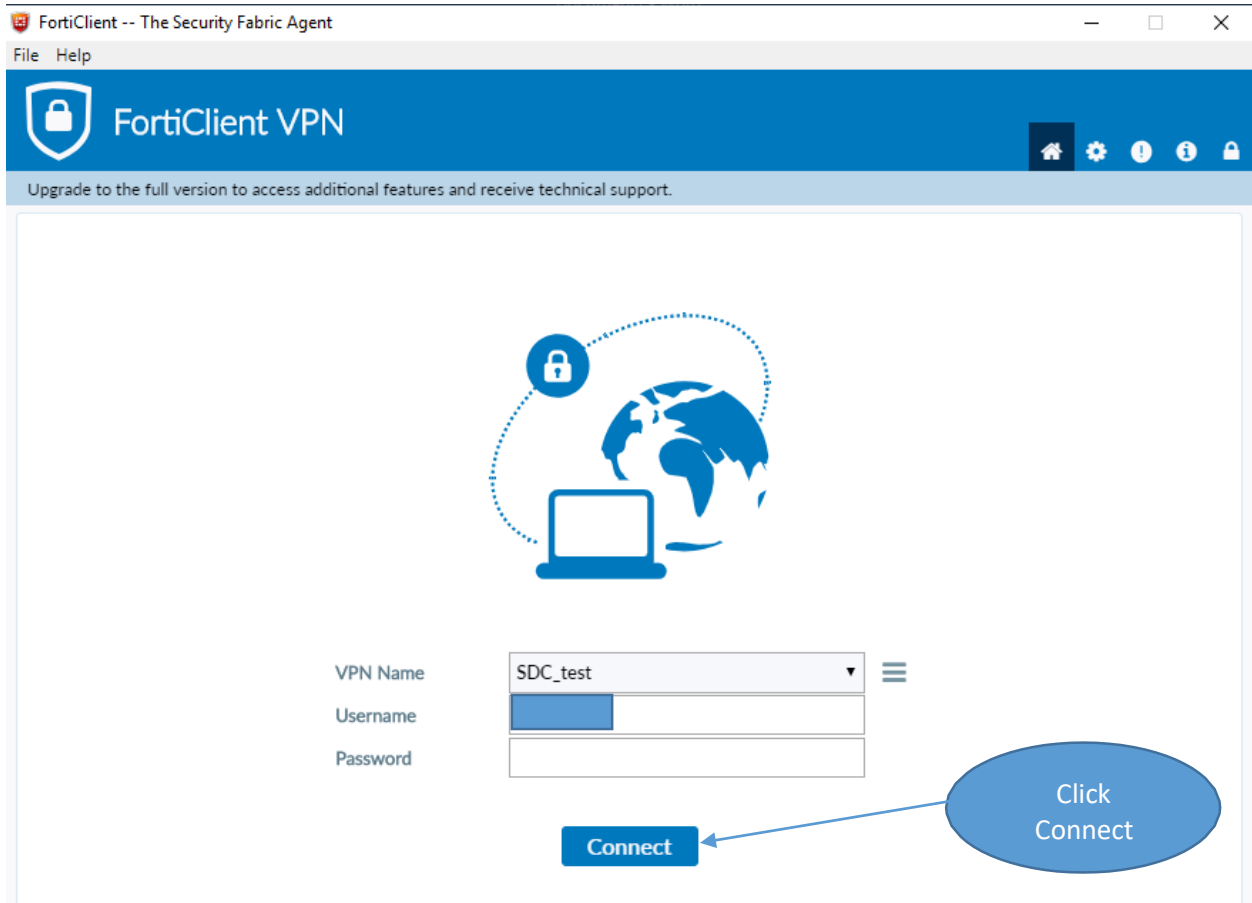 FortiClient -- The Security Fabric Agent
File Help
FortiClient VPN
Upgrade to the full version to access additional features and receive technical support.
VPN Name
SDC_test
Username
Password
Connect
Click
Connect